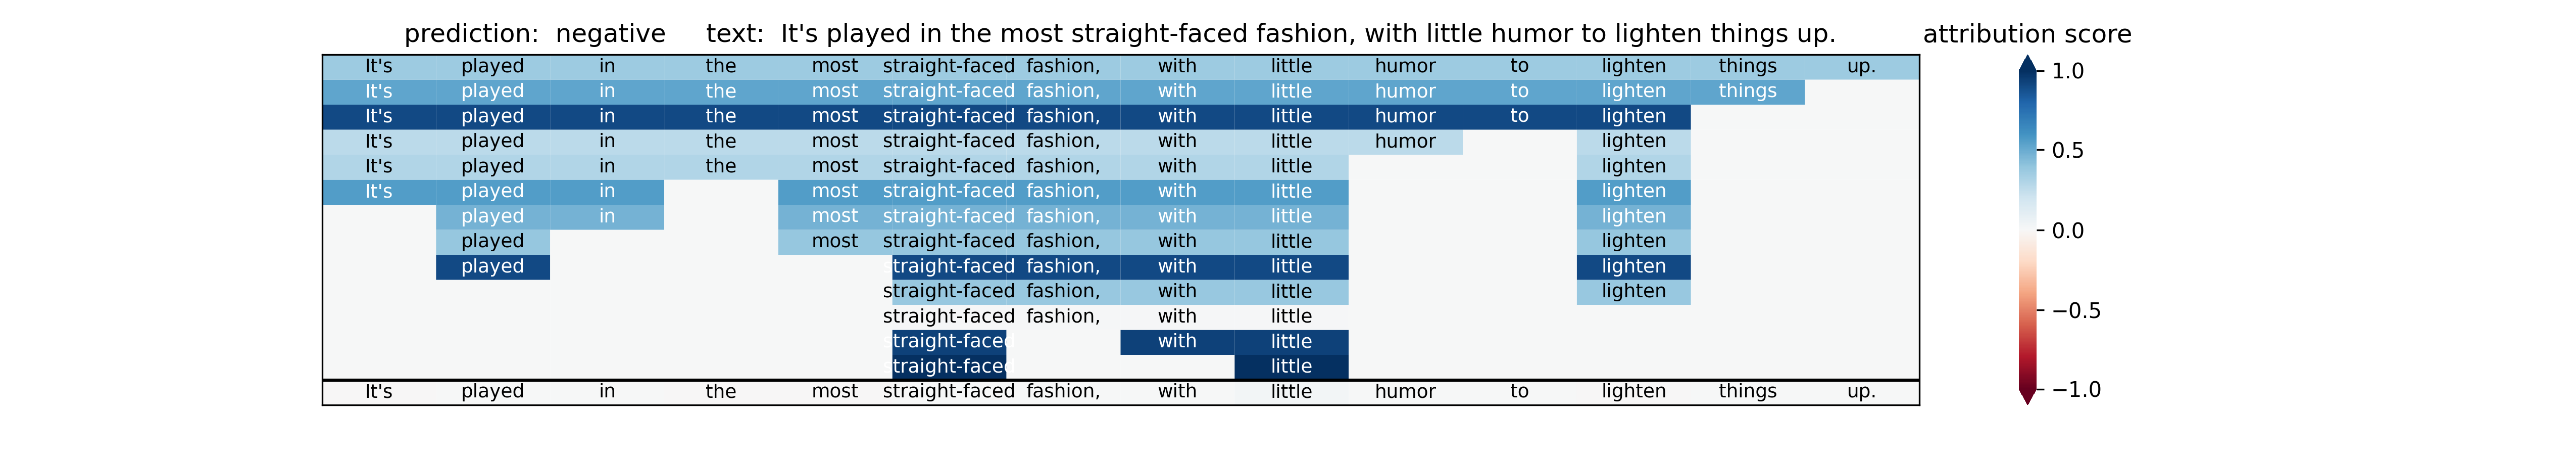 prediction: negative text: It's played in the most straight-faced fashion, with little humor to lighten things up. attribution score
It's played in the most straight-faced fashion, with little humor to lighten things up.
It's played in the most straight-faced fashion, with little humor to lighten things
It's played in the most straight-faced fashion, with little humor to lighten
It's played in the most straight-faced fashion, with little humor lighten
It's played in the most straight-faced fashion, with little lighten
It's played in most straight-faced fashion, with little lighten
played in most straight-faced fashion, with little lighten
played most straight-faced fashion, with little lighten
played straight-faced fashion, with little lighten
straight-faced fashion, with little lighten
straight-faced fashion, with little
straight-faced with little
straight-faced little
It's played in the most straight-faced fashion, with little humor to lighten things up.
1.0
0.5
0.0
−0.5
−1.0